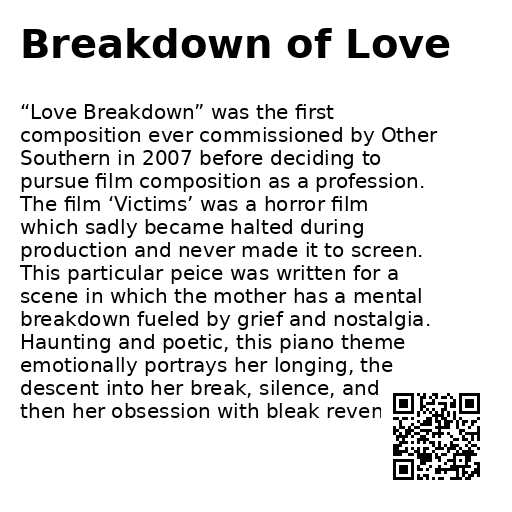 Breakdown of Love
“Love Breakdown” was the first
composition ever commissioned by Other
Southern in 2007 before deciding to
pursue film composition as a profession.
The film ‘Victims’ was a horror film
which sadly became halted during
production and never made it to screen.
This particular peice was written for a
scene in which the mother has a mental
breakdown fueled by grief and nostalgia.
Haunting and poetic, this piano theme
emotionally portrays her longing, the
descent into her break, silence, and
then her obsession with bleak